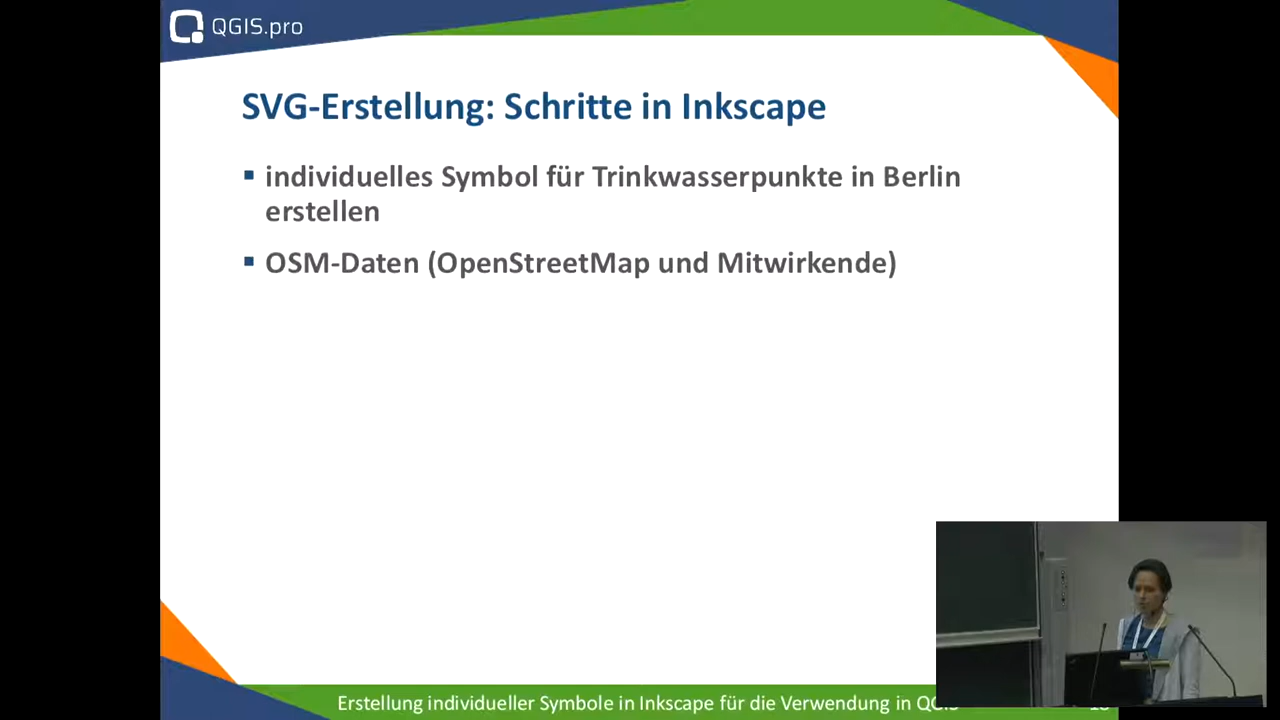 QGIS.pro
SVG-Erstellung: Schritte in Inkscape
individuelles Symbol für Trinkwasserpunkte in Berlin
erstellen
OSM-Daten (OpenStreetMap und Mitwirkende)
Erstellung individueller Symbole in Inkscape für die Verwendung in QGIS